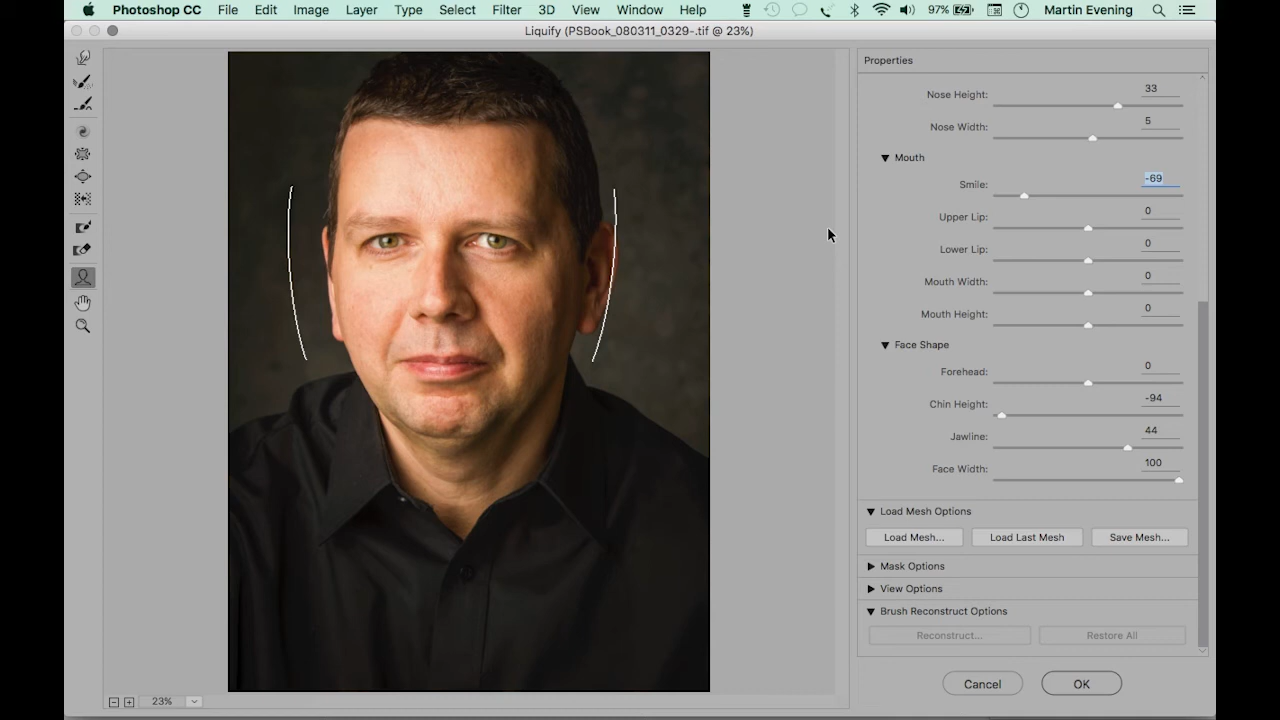 Photoshop CC File Edit Image Layer Type Select Filter 3D View Window Help 97% Martin Evening
Liquify (PSBook_080311_0329-.tif @ 23%)
Properties
Nose Height: 33
Nose Width: 5
Mouth
Smile: -69
Upper Lip: 0
Lower Lip: 0
Mouth Width: 0
Mouth Height: 0
Face Shape
Forehead: 0
Chin Height: -94
Jawline: 44
Face Width: 100
Load Mesh Options
Load Mesh... Load Last Mesh Save Mesh...
Mask Options
View Options
Brush Reconstruct Options
Reconstruct... Restore All
Cancel OK
23%